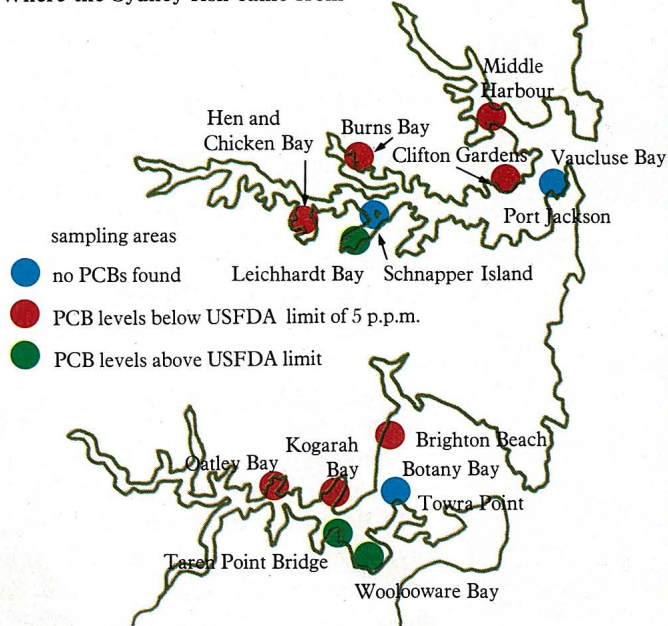 Where the Sydney fish came from
Middle
Harbour
Hen and
Chicken Bay
Burns Bay
Clifton Gardens
Vaucluse Bay
Port Jackson
sampling areas
no PCBs found
Leichhardt Bay
Schnapper Island
PCB levels below USFDA limit of 5 p.p.m.
PCB levels above USFDA limit
Brighton Beach
Oatley Bay
Kogarah
Bay
Botany Bay
Towra Point
Taren Point Bridge
Woolooware Bay